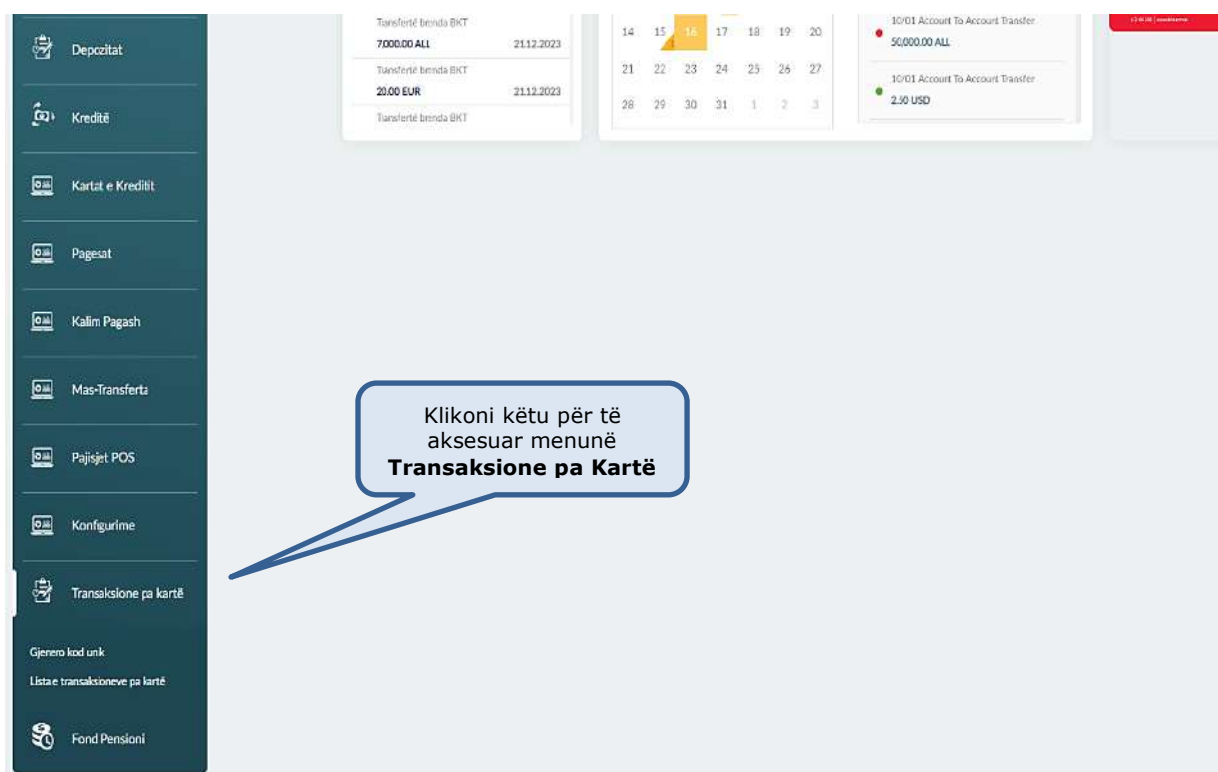 Depozitat
Kreditë
Kartat e Kreditit
Pagesat
Kalim Pagash
Mas-Transferta
Pajisjet POS
Konfigurime
Transaksione pa kartë
Gjenero kod unik
Lista e transaksioneve pa kartë
Fond Pensioni
Transfertë brenda BKT
7,000.00 ALL 21.12.2023
Transfertë brenda BKT
20.00 EUR 21.12.2023
Transfertë brenda BKT
14 15 16 17 18 19 20
21 22 23 24 25 26 27
28 29 30 31 1 2 3
10/01 Account To Account Transfer
50,000.00 ALL
10/01 Account To Account Transfer
2.50 USD
Klikoni këtu për të
aksesuar menunë
Transaksione pa Kartë